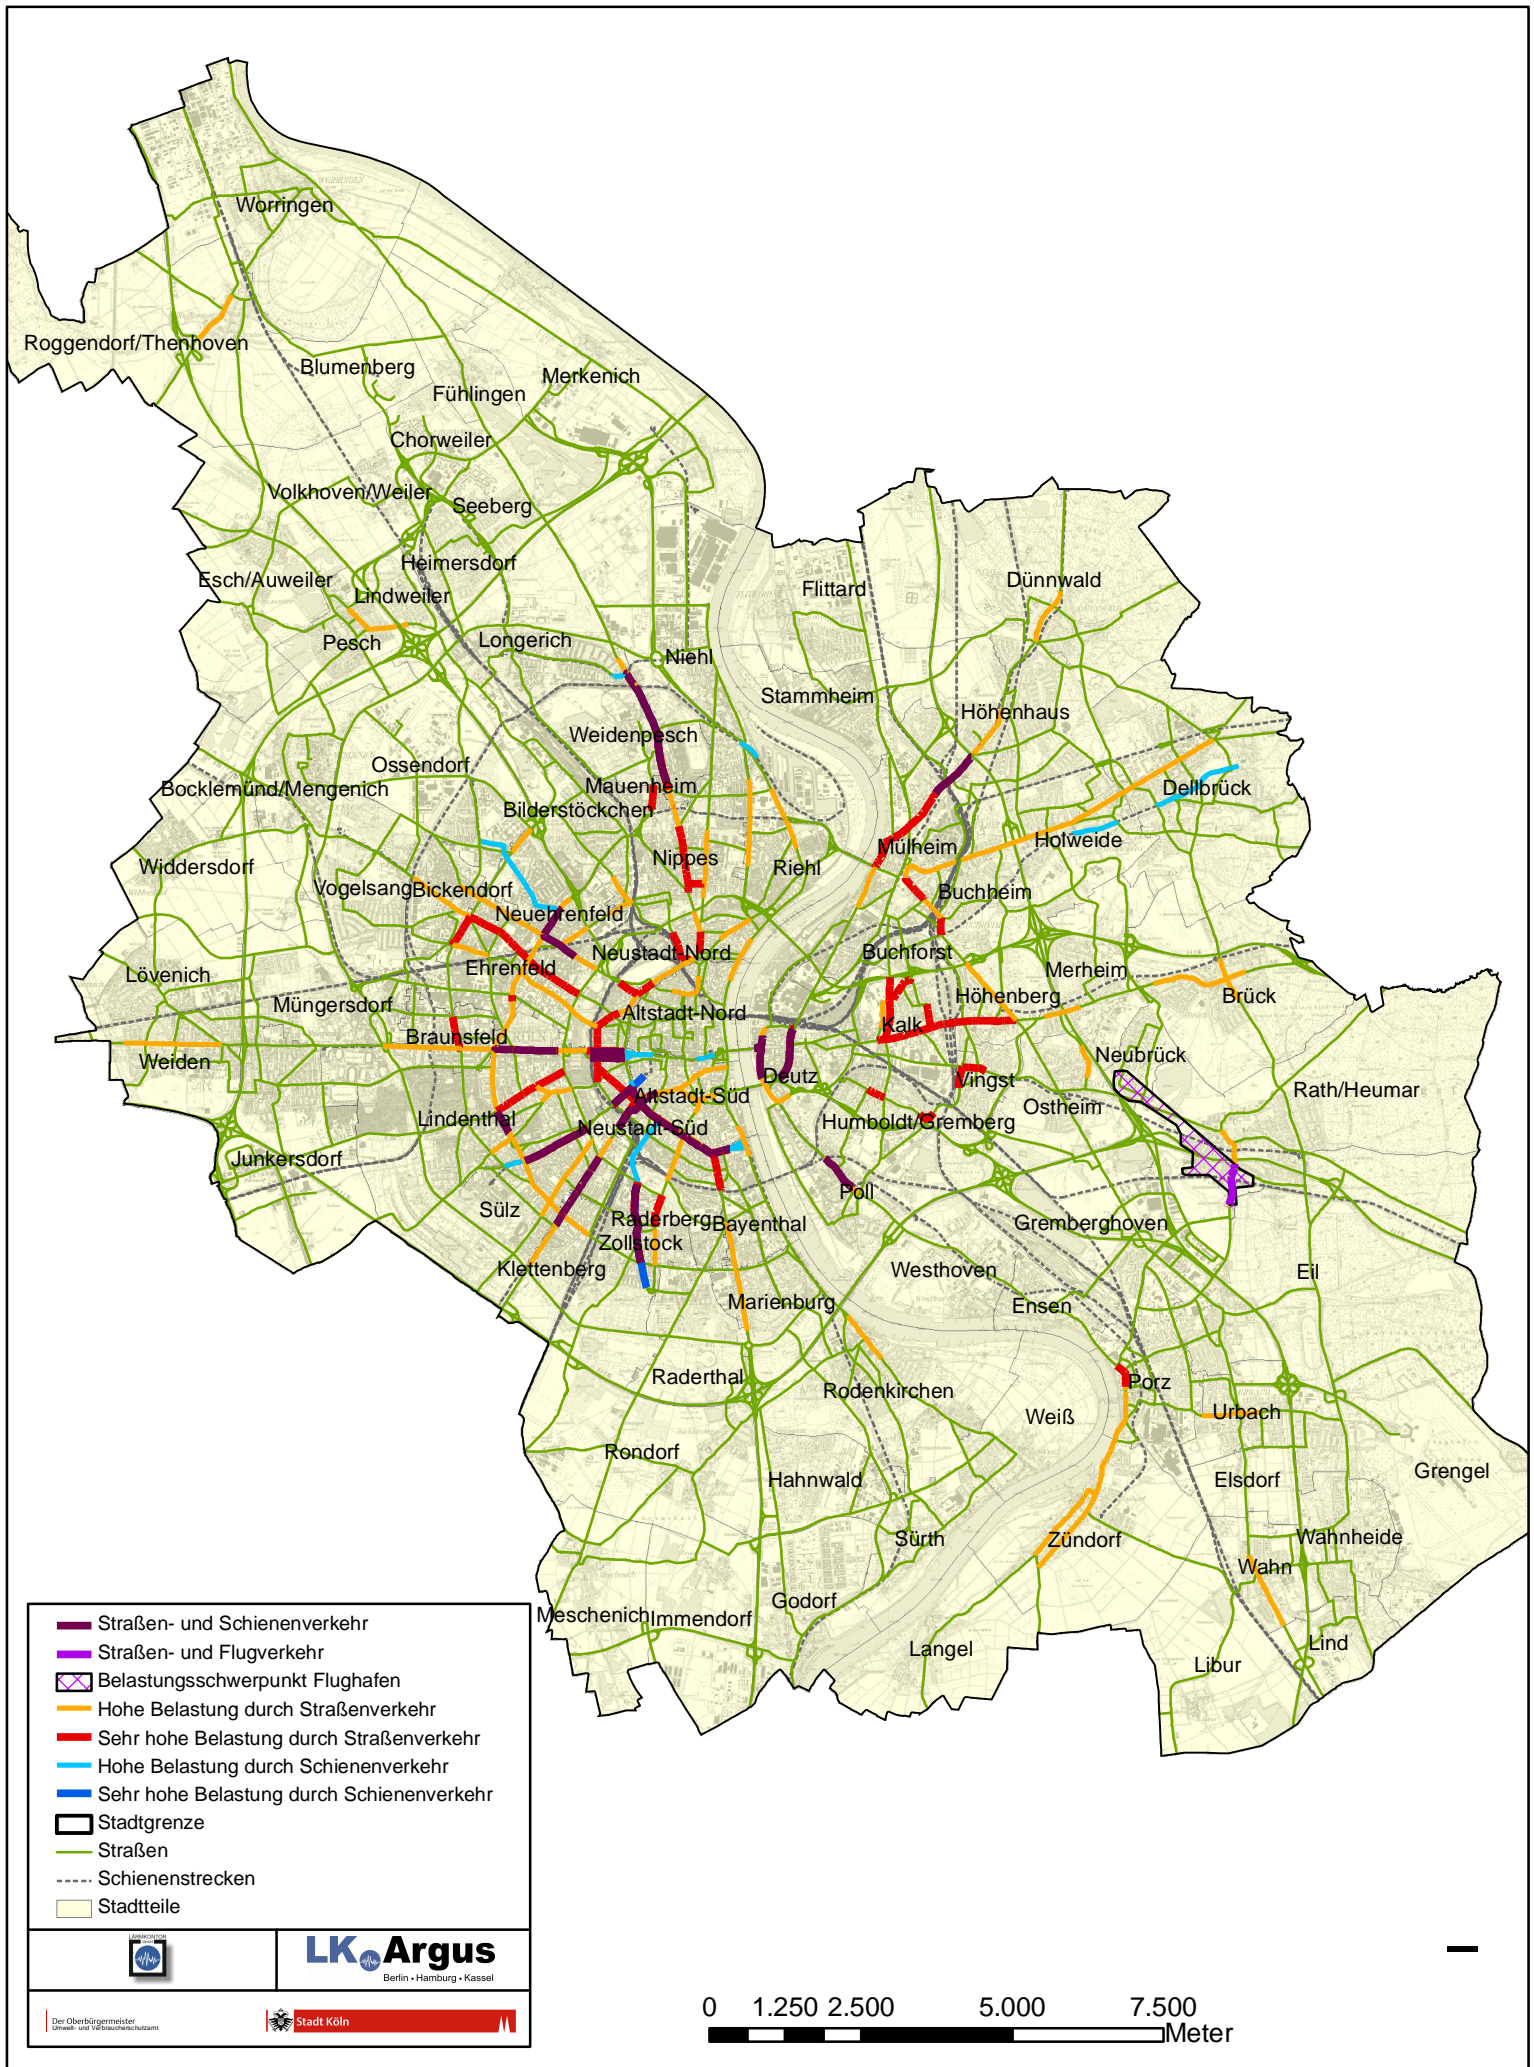 Worringen
Roggendorf/Thenhoven
Blumenberg
Merkenich
Fühlingen
Chorweiler
Volkhoven/Weiler
Seeberg
Heimersdorf
Esch/Auweiler
Lindweiler
Flittard
Dünnwald
Pesch
Longerich
Niehl
Stammheim
Höhenhaus
Weidenpesch
Ossendorf
Mauenheim
Bocklemünd/Mengenich
Dellbrück
Bilderstöckchen
Mülheim
Holweide
Nippes
Riehl
Widdersdorf
Vogelsang
Bickendorf
Buchheim
Neuehrenfeld
Neustadt-Nord
Buchforst
Ehrenfeld
Merheim
Lövenich
Müngersdorf
Höhenberg
Brück
Altstadt-Nord
Kalk
Braunsfeld
Weiden
Neubrück
Deutz
Vingst
Rath/Heumar
Altstadt-Süd
Ostheim
Lindenthal
Neustadt-Süd
Humboldt/Gremberg
Junkersdorf
Poll
Sülz
Raderberg
Bayenthal
Gremberghoven
Zollstock
Klettenberg
Westhoven
Eil
Marienburg
Ensen
Raderthal
Rodenkirchen
Porz
Weiß
Urbach
Rondorf
Hahnwald
Elsdorf
Grengel
Sürth
Zündorf
Wahnheide
Wahn
Godorf
Meschenich
Immendorf
Langel
Lind
Libur
Straßen- und Schienenverkehr
Straßen- und Flugverkehr
Belastungsschwerpunkt Flughafen
Hohe Belastung durch Straßenverkehr
Sehr hohe Belastung durch Straßenverkehr
Hohe Belastung durch Schienenverkehr
Sehr hohe Belastung durch Schienenverkehr
Stadtgrenze
Straßen
Schienenstrecken
Stadtteile
LÄRMKONTOR
GmbH
LK Argus
Berlin • Hamburg • Kassel
Der Oberbürgermeister
Umwelt- und Verbraucherschutzamt
Stadt Köln
0 1.250 2.500 5.000 7.500
Meter